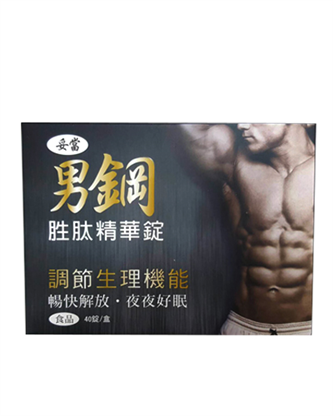 妥當
男鋼
胜肽精華錠
調節生理機能
暢快解放・夜夜好眠
食品 40錠/盒